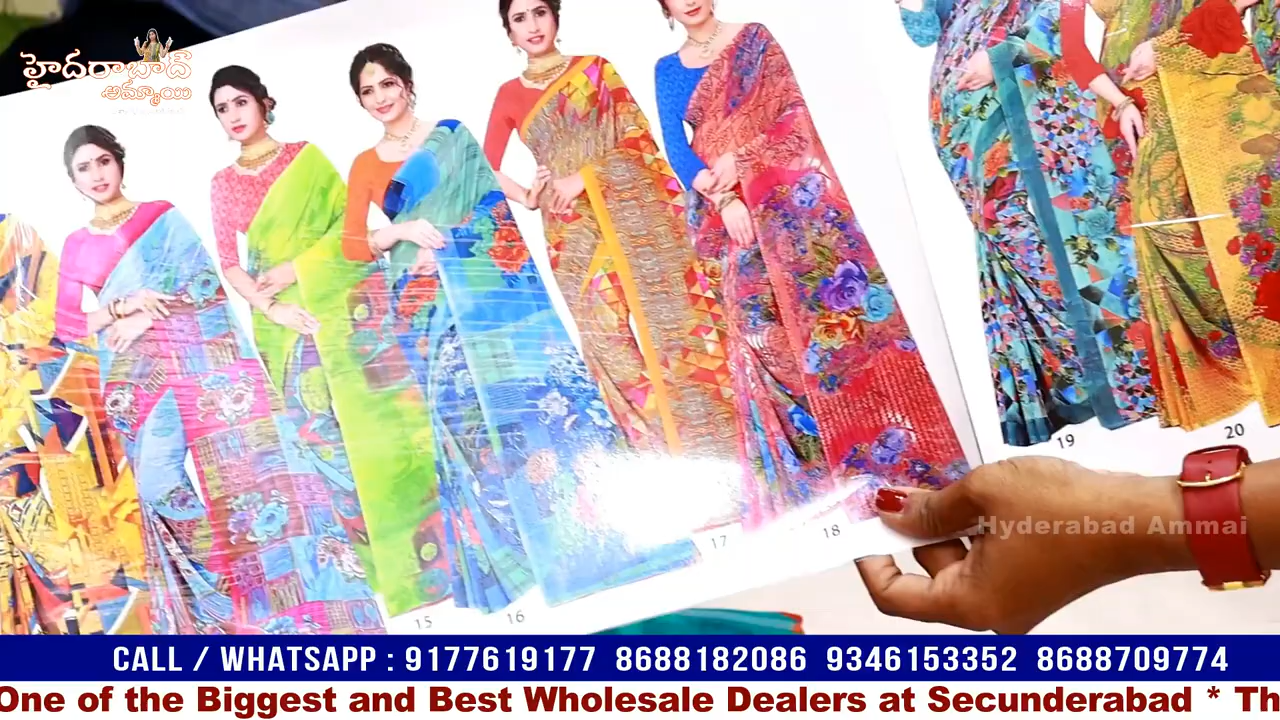 హైదరాబాద్
అమ్మాయి
19
20
17
18
15
16
Hyderabad Ammai
CALL / WHATSAPP : 9177619177 8688182086 9346153352 8688709774
One of the Biggest and Best Wholesale Dealers at Secunderabad * Th